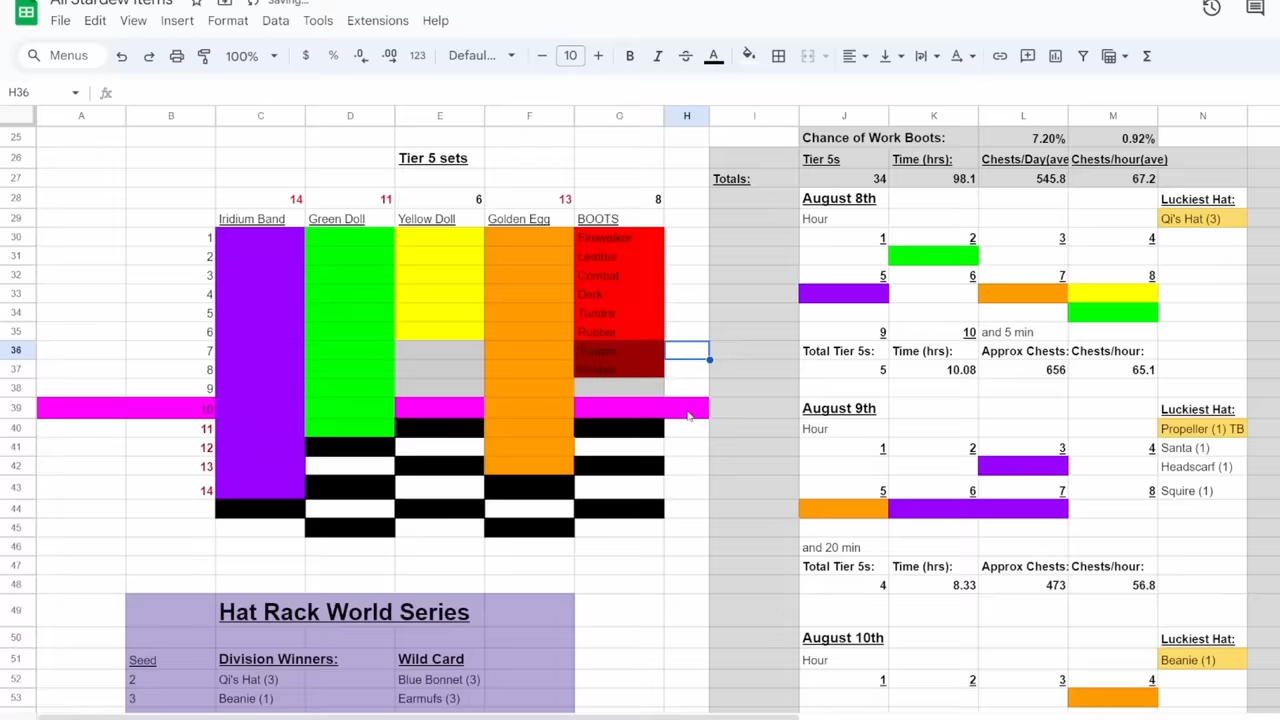 All Stardew Items
Saving...
File Edit View Insert Format Data Tools Extensions Help
Menus 100% $ % .0 .00 123 Defaul... − 10 + B I A Σ
H36 fx
A B C D E F G H I J K L M N
25 Chance of Work Boots: 7.20% 0.92%
26 Tier 5 sets Tier 5s Time (hrs): Chests/Day(ave Chests/hour(ave)
27 Totals: 34 98.1 545.8 67.2
28 14 11 6 13 8 August 8th Luckiest Hat:
29 Iridium Band Green Doll Yellow Doll Golden Egg BOOTS Hour Qi's Hat (3)
30 1 Firewalker 1 2 3 4
31 2 Leather
32 3 Combat 5 6 7 8
33 4 Dark
34 5 Tundra
35 6 Rubber 9 10 and 5 min
36 7 Total Tier 5s: Time (hrs): Approx Chests: Chests/hour:
37 8 5 10.08 656 65.1
38 9
39 10 August 9th Luckiest Hat:
40 11 Hour Propeller (1) TB
41 12 1 2 3 4 Santa (1)
42 13 Headscarf (1)
43 14 5 6 7 8 Squire (1)
44
45
46 and 20 min
47 Total Tier 5s: Time (hrs): Approx Chests: Chests/hour:
48 4 8.33 473 56.8
49 Hat Rack World Series
50 August 10th Luckiest Hat:
51 Seed Division Winners: Wild Card Hour Beanie (1)
52 2 Qi's Hat (3) Blue Bonnet (3) 1 2 3 4
53 3 Beanie (1) Earmufs (3)